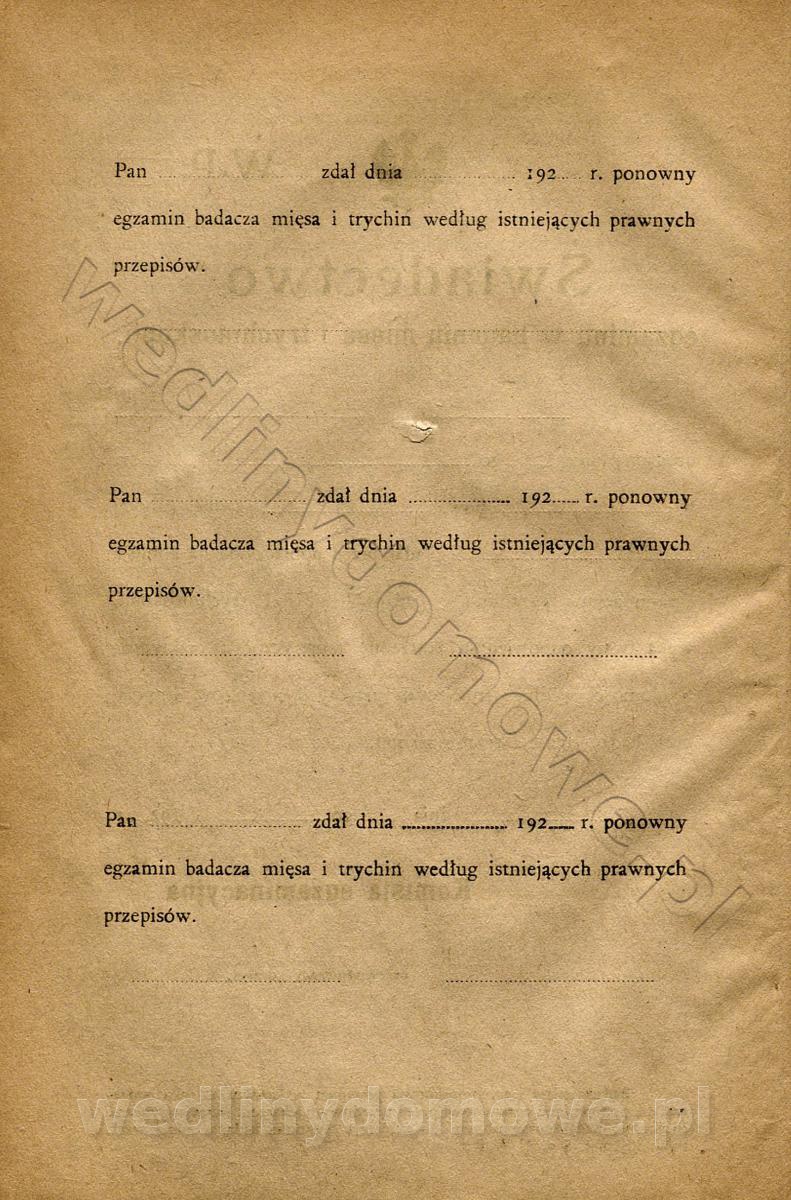 Pan .................... zdał dnia .................... 192..... r. ponowny
egzamin badacza mięsa i trychin według istniejących prawnych
przepisów.
Pan .................... zdał dnia .................... 192..... r. ponowny
egzamin badacza mięsa i trychin według istniejących prawnych
przepisów.
Pan .................... zdał dnia .................... 192..... r. ponowny
egzamin badacza mięsa i trychin według istniejących prawnych
przepisów.
wedlinydomowe.pl
wedlinydomowe.pl